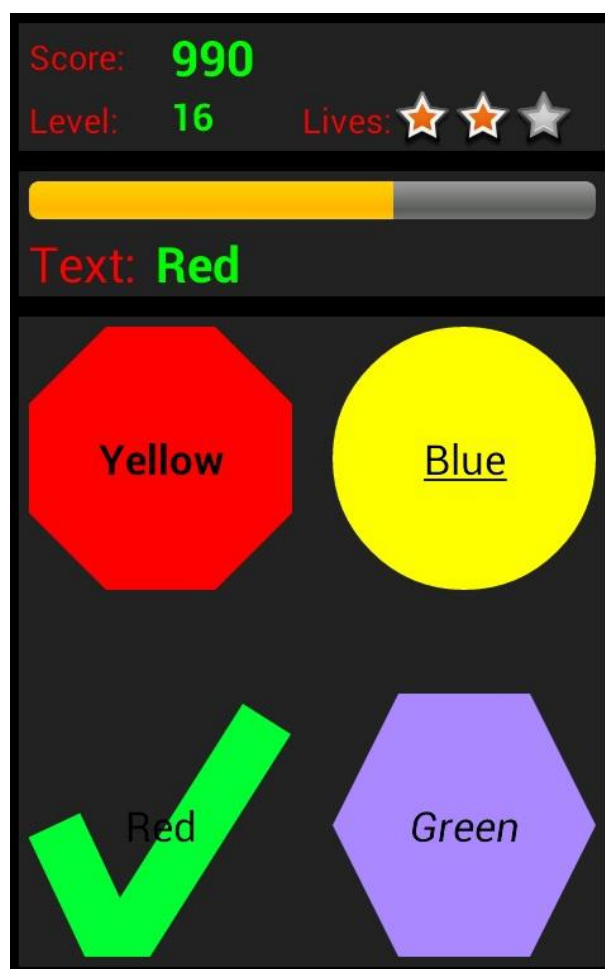 Score: 990
Level: 16 Lives:
Text: Red
Yellow Blue
Red Green